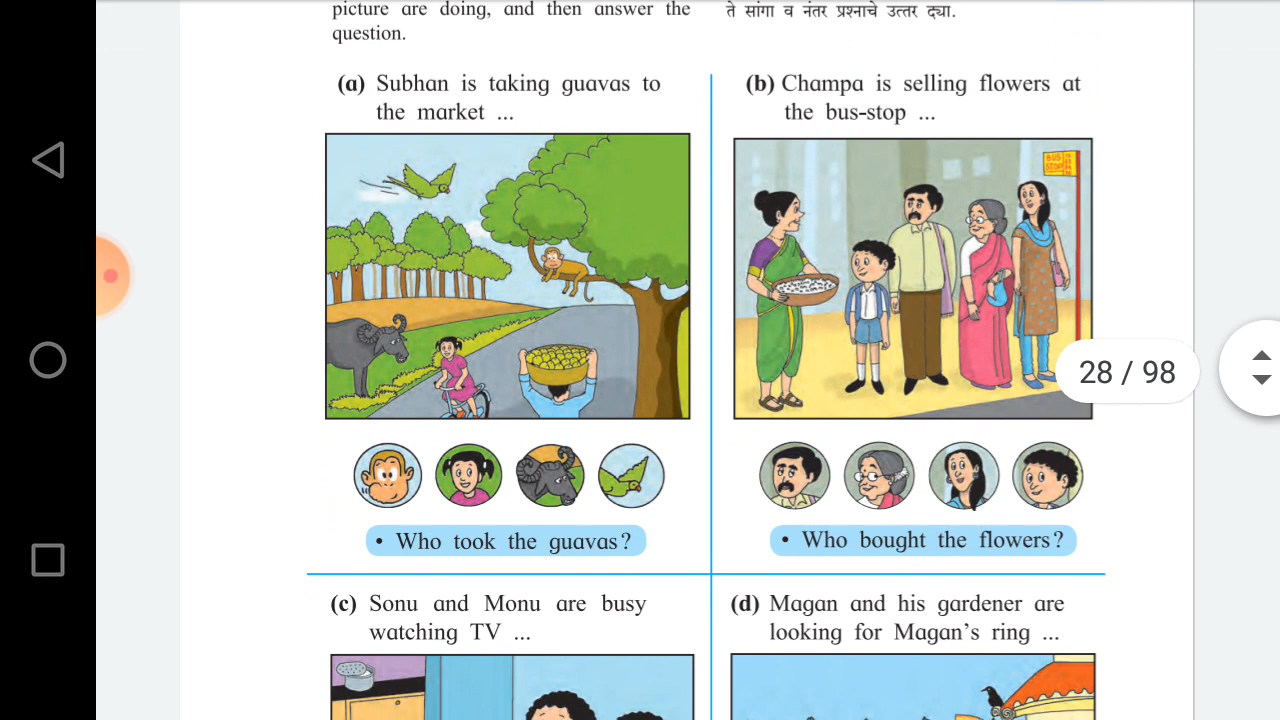 picture are doing, and then answer the
question.
ते सांगा व नंतर प्रश्नाचे उत्तर द्या.
(a) Subhan is taking guavas to
the market ...
(b) Champa is selling flowers at
the bus-stop ...
BUS
STOP
28 / 98
• Who took the guavas?
• Who bought the flowers?
(c) Sonu and Monu are busy
watching TV ...
(d) Magan and his gardener are
looking for Magan's ring ...